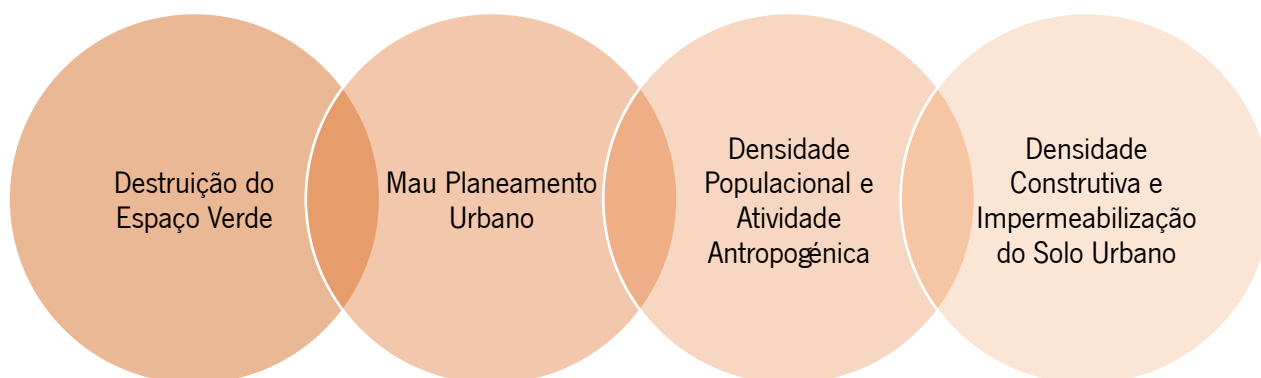 Destruição do
Espaço Verde
Mau Planeamento
Urbano
Densidade
Populacional e
Atividade
Antropogénica
Densidade
Construtiva e
Impermeabilização
do Solo Urbano